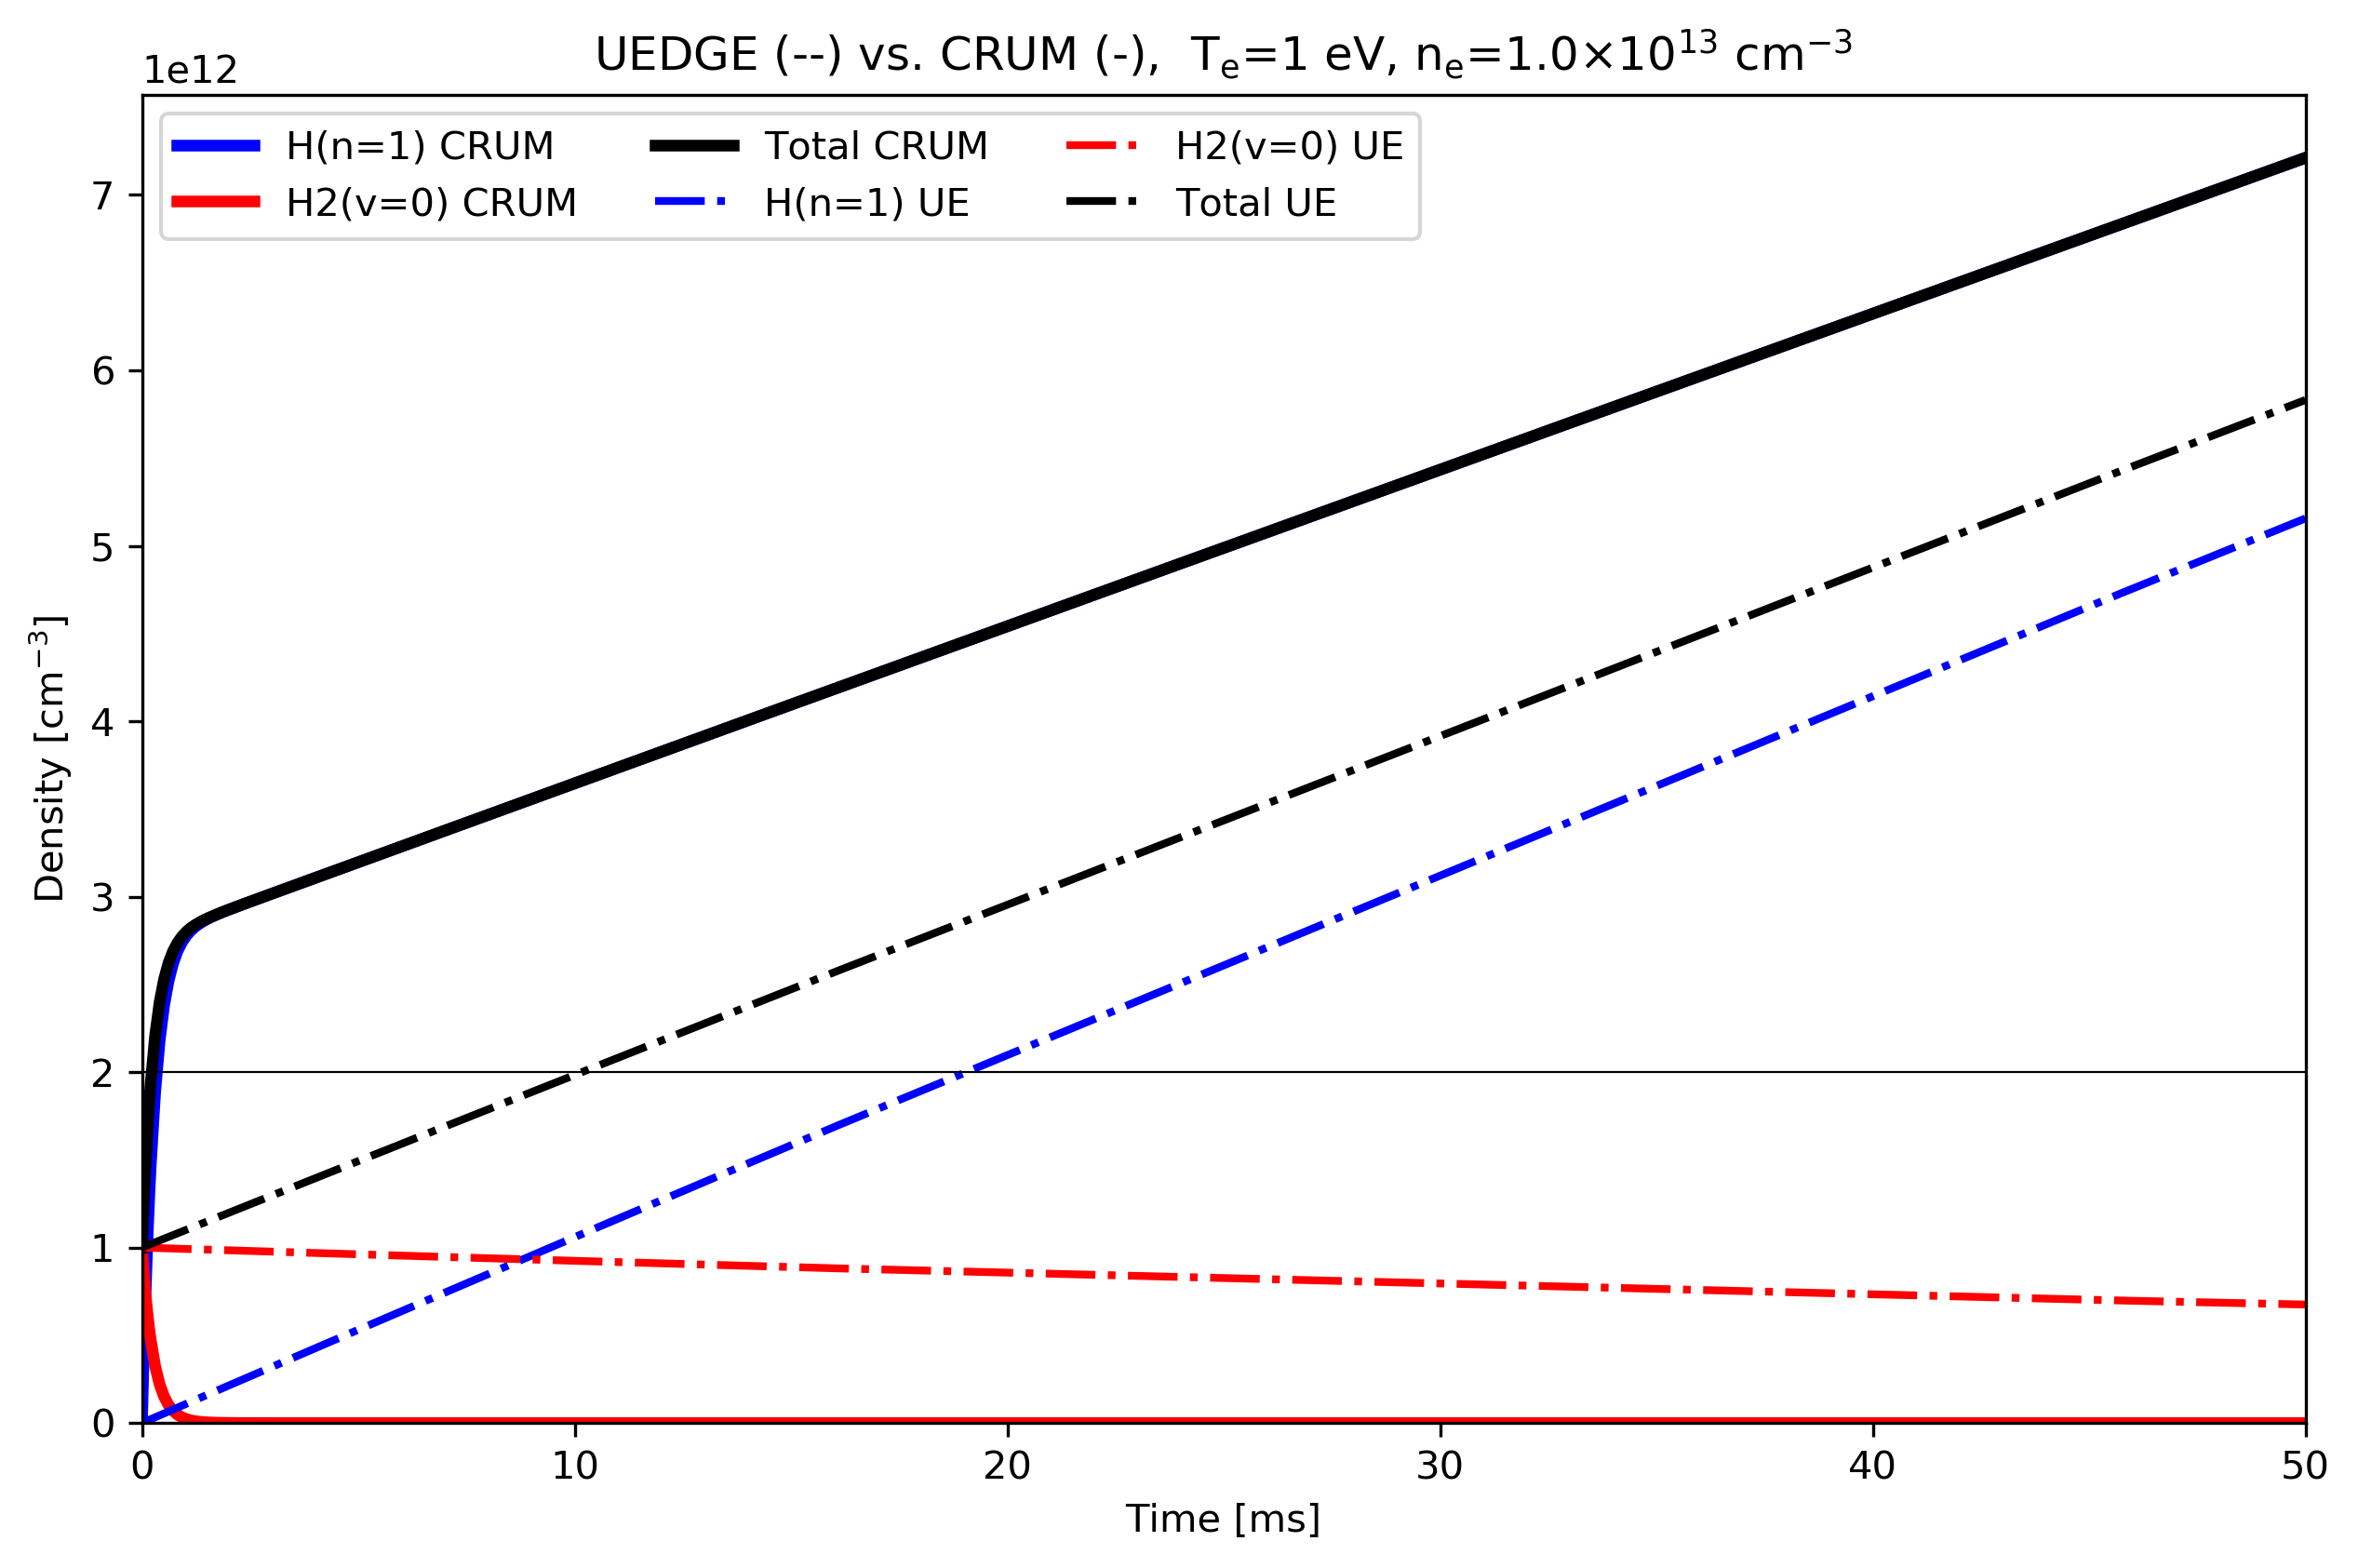 UEDGE (--) vs. CRUM (-), Tₑ=1 eV, nₑ=1.0×10¹³ cm⁻³
1e12
H(n=1) CRUM
H2(v=0) CRUM
Total CRUM
H(n=1) UE
H2(v=0) UE
Total UE
Density [cm⁻³]
7
6
5
4
3
2
1
0
0 10 20 30 40 50
Time [ms]